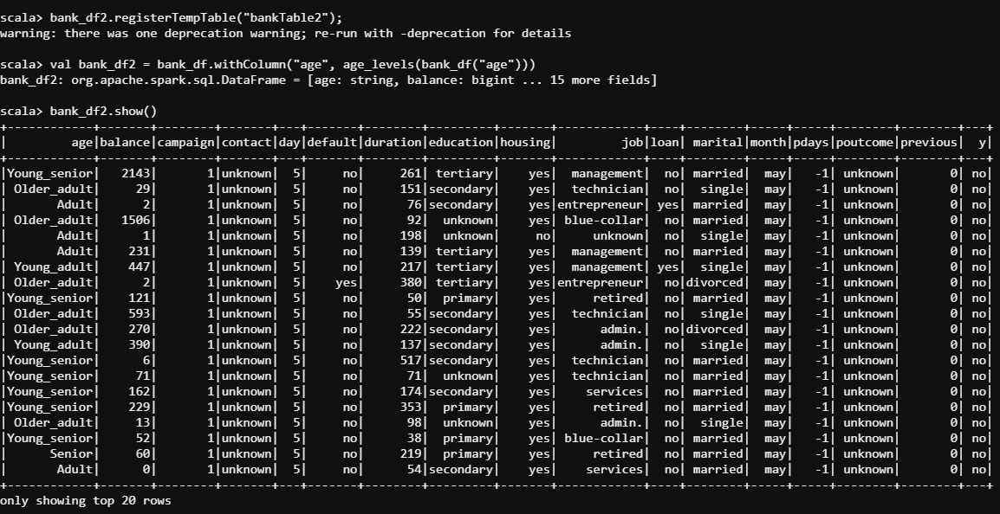 scala> bank_df2.registerTempTable("bankTable2");
warning: there was one deprecation warning; re-run with -deprecation for details
scala> val bank_df2 = bank_df.withColumn("age", age_levels(bank_df("age")))
bank_df2: org.apache.spark.sql.DataFrame = [age: string, balance: bigint ... 15 more fields]
scala> bank_df2.show()
+------------+-------+--------+-------+---+-------+--------+---------+-------+------------+----+--------+-----+-----+--------+--------+---+
|         age|balance|campaign|contact|day|default|duration|education|housing|         job|loan| marital|month|pdays|poutcome|previous|  y|
+------------+-------+--------+-------+---+-------+--------+---------+-------+------------+----+--------+-----+-----+--------+--------+---+
|Young_senior|   2143|       1|unknown|  5|     no|     261| tertiary|    yes|  management|  no| married|  may|   -1| unknown|       0| no|
| Older_adult|     29|       1|unknown|  5|     no|     151|secondary|    yes|  technician|  no|  single|  may|   -1| unknown|       0| no|
|       Adult|      2|       1|unknown|  5|     no|      76|secondary|    yes|entrepreneur| yes| married|  may|   -1| unknown|       0| no|
| Older_adult|   1506|       1|unknown|  5|     no|      92|  unknown|    yes| blue-collar|  no| married|  may|   -1| unknown|       0| no|
|       Adult|      1|       1|unknown|  5|     no|     198|  unknown|     no|     unknown|  no|  single|  may|   -1| unknown|       0| no|
|       Adult|    231|       1|unknown|  5|     no|     139| tertiary|    yes|  management|  no| married|  may|   -1| unknown|       0| no|
| Young_adult|    447|       1|unknown|  5|     no|     217| tertiary|    yes|  management| yes|  single|  may|   -1| unknown|       0| no|
| Older_adult|      2|       1|unknown|  5|    yes|     380| tertiary|    yes|entrepreneur|  no|divorced|  may|   -1| unknown|       0| no|
|Young_senior|    121|       1|unknown|  5|     no|      50|  primary|    yes|     retired|  no| married|  may|   -1| unknown|       0| no|
| Older_adult|    593|       1|unknown|  5|     no|      55|secondary|    yes|  technician|  no|  single|  may|   -1| unknown|       0| no|
| Older_adult|    270|       1|unknown|  5|     no|     222|secondary|    yes|      admin.|  no|divorced|  may|   -1| unknown|       0| no|
| Young_adult|    390|       1|unknown|  5|     no|     137|secondary|    yes|      admin.|  no|  single|  may|   -1| unknown|       0| no|
|Young_senior|      6|       1|unknown|  5|     no|     517|secondary|    yes|  technician|  no| married|  may|   -1| unknown|       0| no|
|Young_senior|     71|       1|unknown|  5|     no|      71|  unknown|    yes|  technician|  no| married|  may|   -1| unknown|       0| no|
|Young_senior|    162|       1|unknown|  5|     no|     174|secondary|    yes|    services|  no| married|  may|   -1| unknown|       0| no|
|Young_senior|    229|       1|unknown|  5|     no|     353|  primary|    yes|     retired|  no| married|  may|   -1| unknown|       0| no|
| Older_adult|     13|       1|unknown|  5|     no|      98|  unknown|    yes|      admin.|  no|  single|  may|   -1| unknown|       0| no|
|Young_senior|     52|       1|unknown|  5|     no|      38|  primary|    yes| blue-collar|  no| married|  may|   -1| unknown|       0| no|
|      Senior|     60|       1|unknown|  5|     no|     219|  primary|    yes|     retired|  no| married|  may|   -1| unknown|       0| no|
|       Adult|      0|       1|unknown|  5|     no|      54|secondary|    yes|    services|  no| married|  may|   -1| unknown|       0| no|
+------------+-------+--------+-------+---+-------+--------+---------+-------+------------+----+--------+-----+-----+--------+--------+---+
only showing top 20 rows